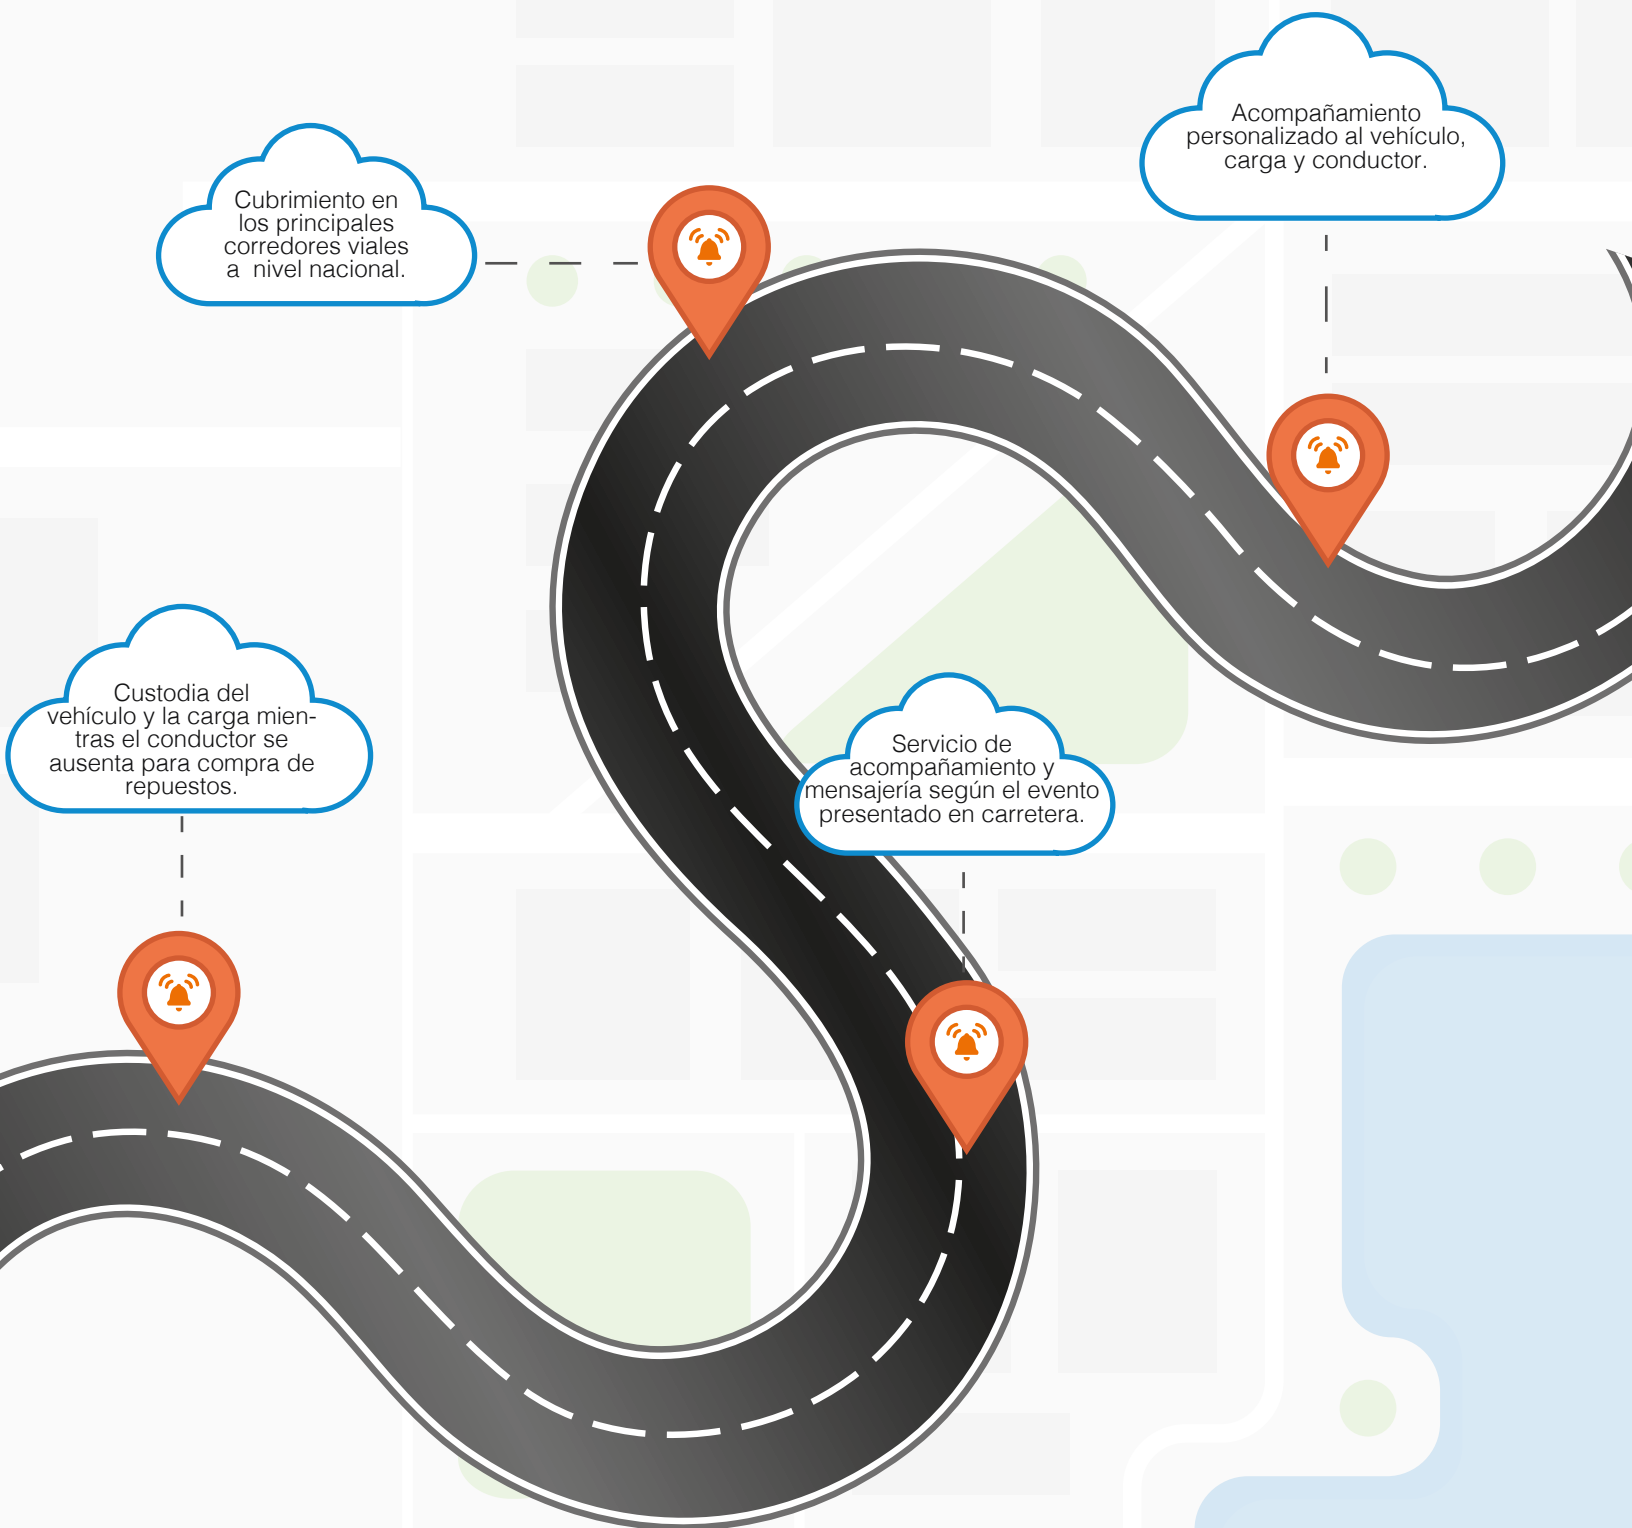 Acompañamiento
personalizado al vehículo,
carga y conductor.
Cubrimiento en
los principales
corredores viales
a  nivel nacional.
Custodia del
vehículo y la carga mien-
tras el conductor se
ausenta para compra de
repuestos.
Servicio de
acompañamiento y
mensajería según el evento
presentado en carretera.